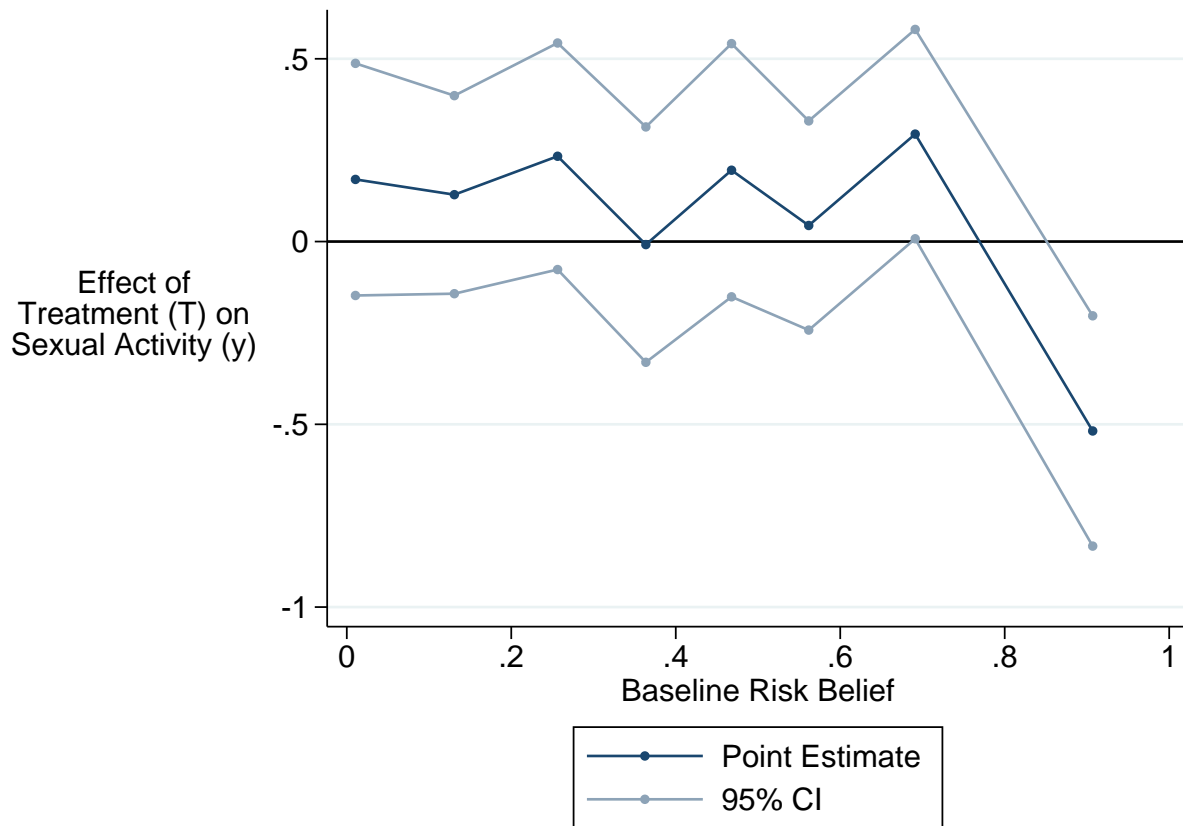 .5
0
-.5
-1
Effect of
Treatment (T) on
Sexual Activity (y)
0 .2 .4 .6 .8 1
Baseline Risk Belief
Point Estimate
95% CI